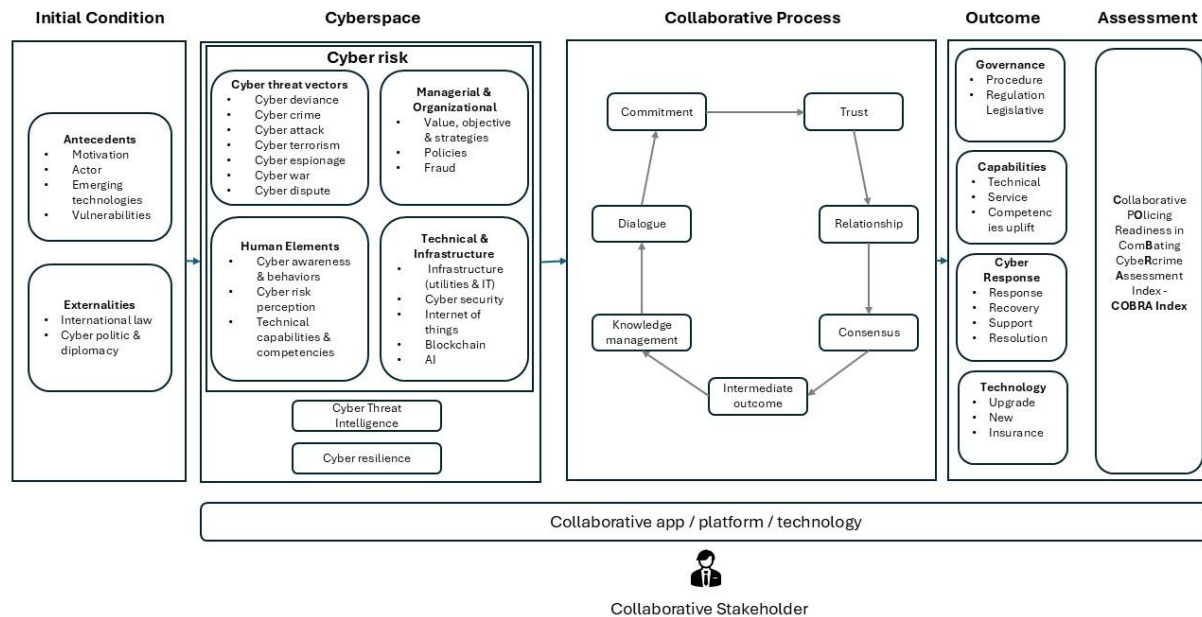 Initial Condition
Cyberspace
Collaborative Process
Outcome
Assessment
Antecedents
• Motivation
• Actor
• Emerging
technologies
• Vulnerabilities
Externalities
• International law
• Cyber politic &
diplomacy
Cyber risk
Cyber threat vectors
• Cyber deviance
• Cyber crime
• Cyber attack
• Cyber terrorism
• Cyber espionage
• Cyber war
• Cyber dispute
Managerial &
Organizational
• Value, objective
& strategies
• Policies
• Fraud
Human Elements
• Cyber awareness
& behaviors
• Cyber risk
perception
• Technical
capabilities &
competencies
Technical &
Infrastructure
• Infrastructure
(utilities & IT)
• Cyber security
• Internet of
things
• Blockchain
• AI
Cyber Threat
Intelligence
Cyber resilience
Commitment
Trust
Relationship
Consensus
Intermediate
outcome
Knowledge
management
Dialogue
Governance
• Procedure
• Regulation
Legislative
Capabilities
• Technical
• Service
• Competenc
ies uplift
Cyber
Response
• Response
• Recovery
• Support
• Resolution
Technology
• Upgrade
• New
• Insurance
Collaborative
POlicing
Readiness in
ComBating
CybeRcrime
Assessment
Index -
COBRA Index
Collaborative app / platform / technology
Collaborative Stakeholder